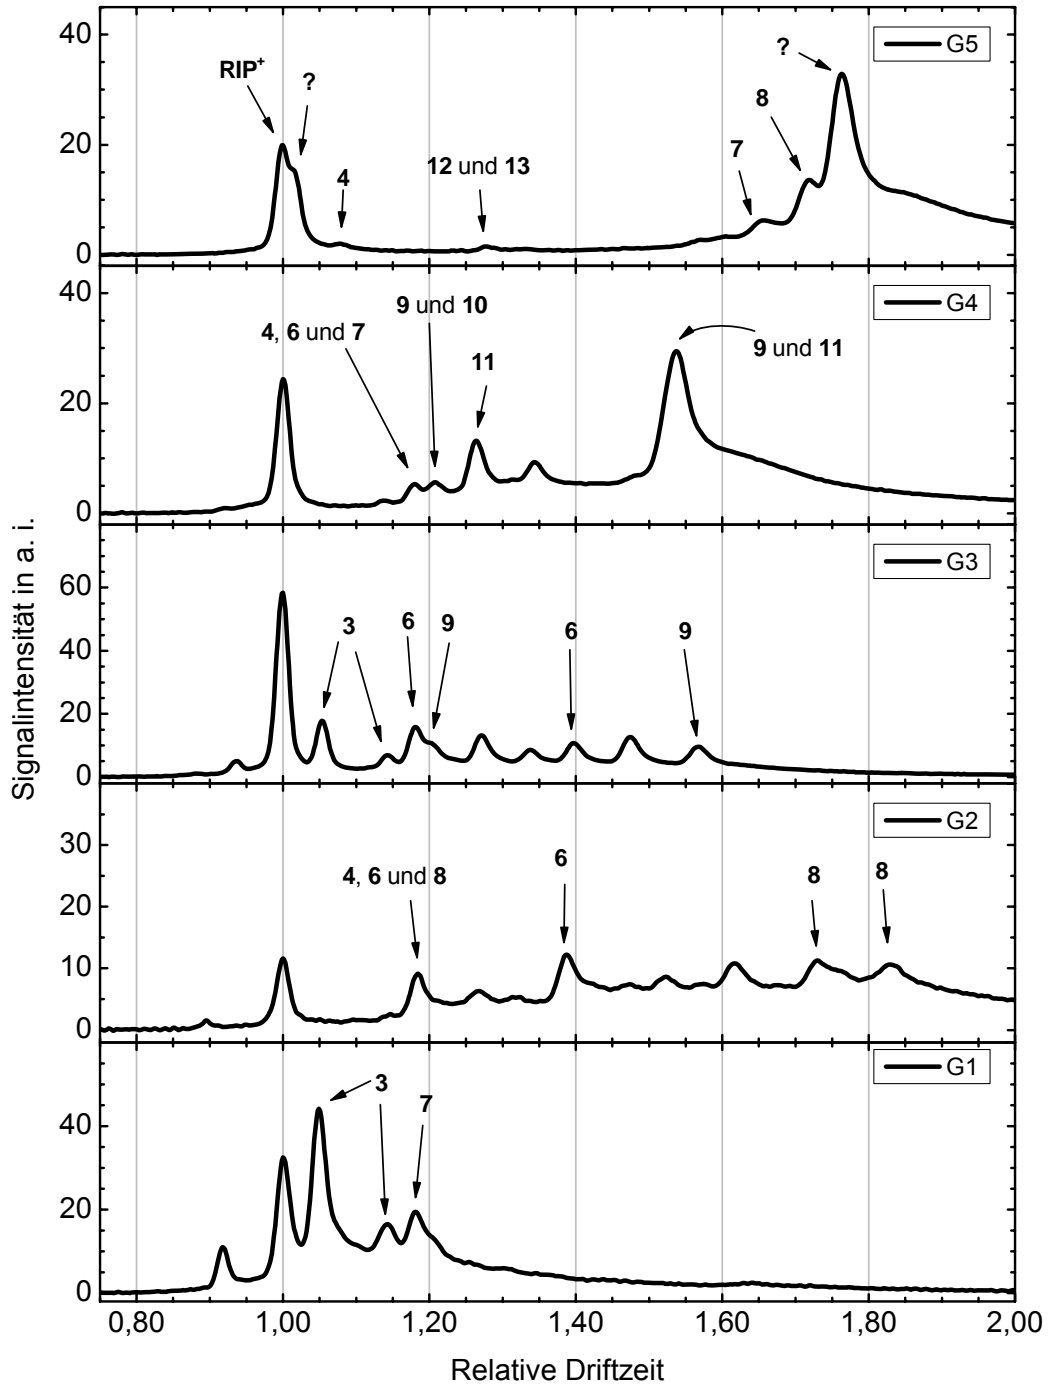 40
20
0
RIP+
?
4
12 und 13
7
8
?
G5
40
20
0
4, 6 und 7
9 und 10
11
9 und 11
G4
60
40
20
0
3
6
9
6
9
G3
30
20
10
0
4, 6 und 8
6
8
8
G2
40
20
0
3
7
G1
0,80 1,00 1,20 1,40 1,60 1,80 2,00
Signalintensität in a. i.
Relative Driftzeit